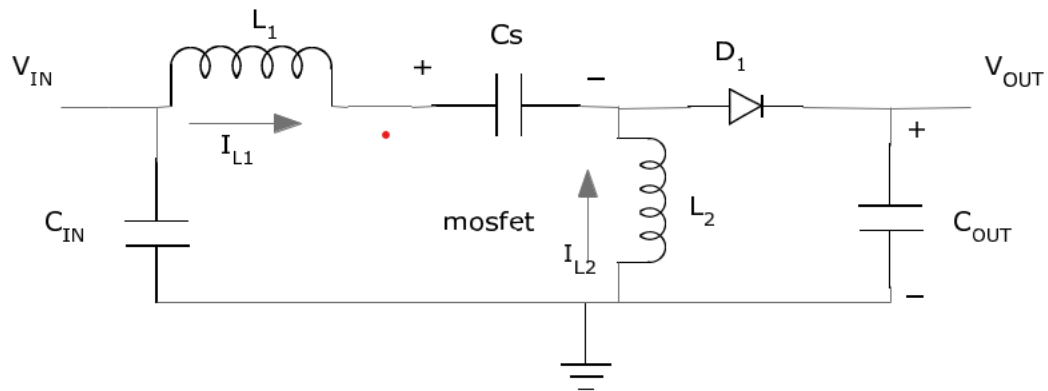 L1
Cs
+
−
D1
VIN
VOUT
+
IL1
CIN
mosfet
L2
COUT
IL2
−